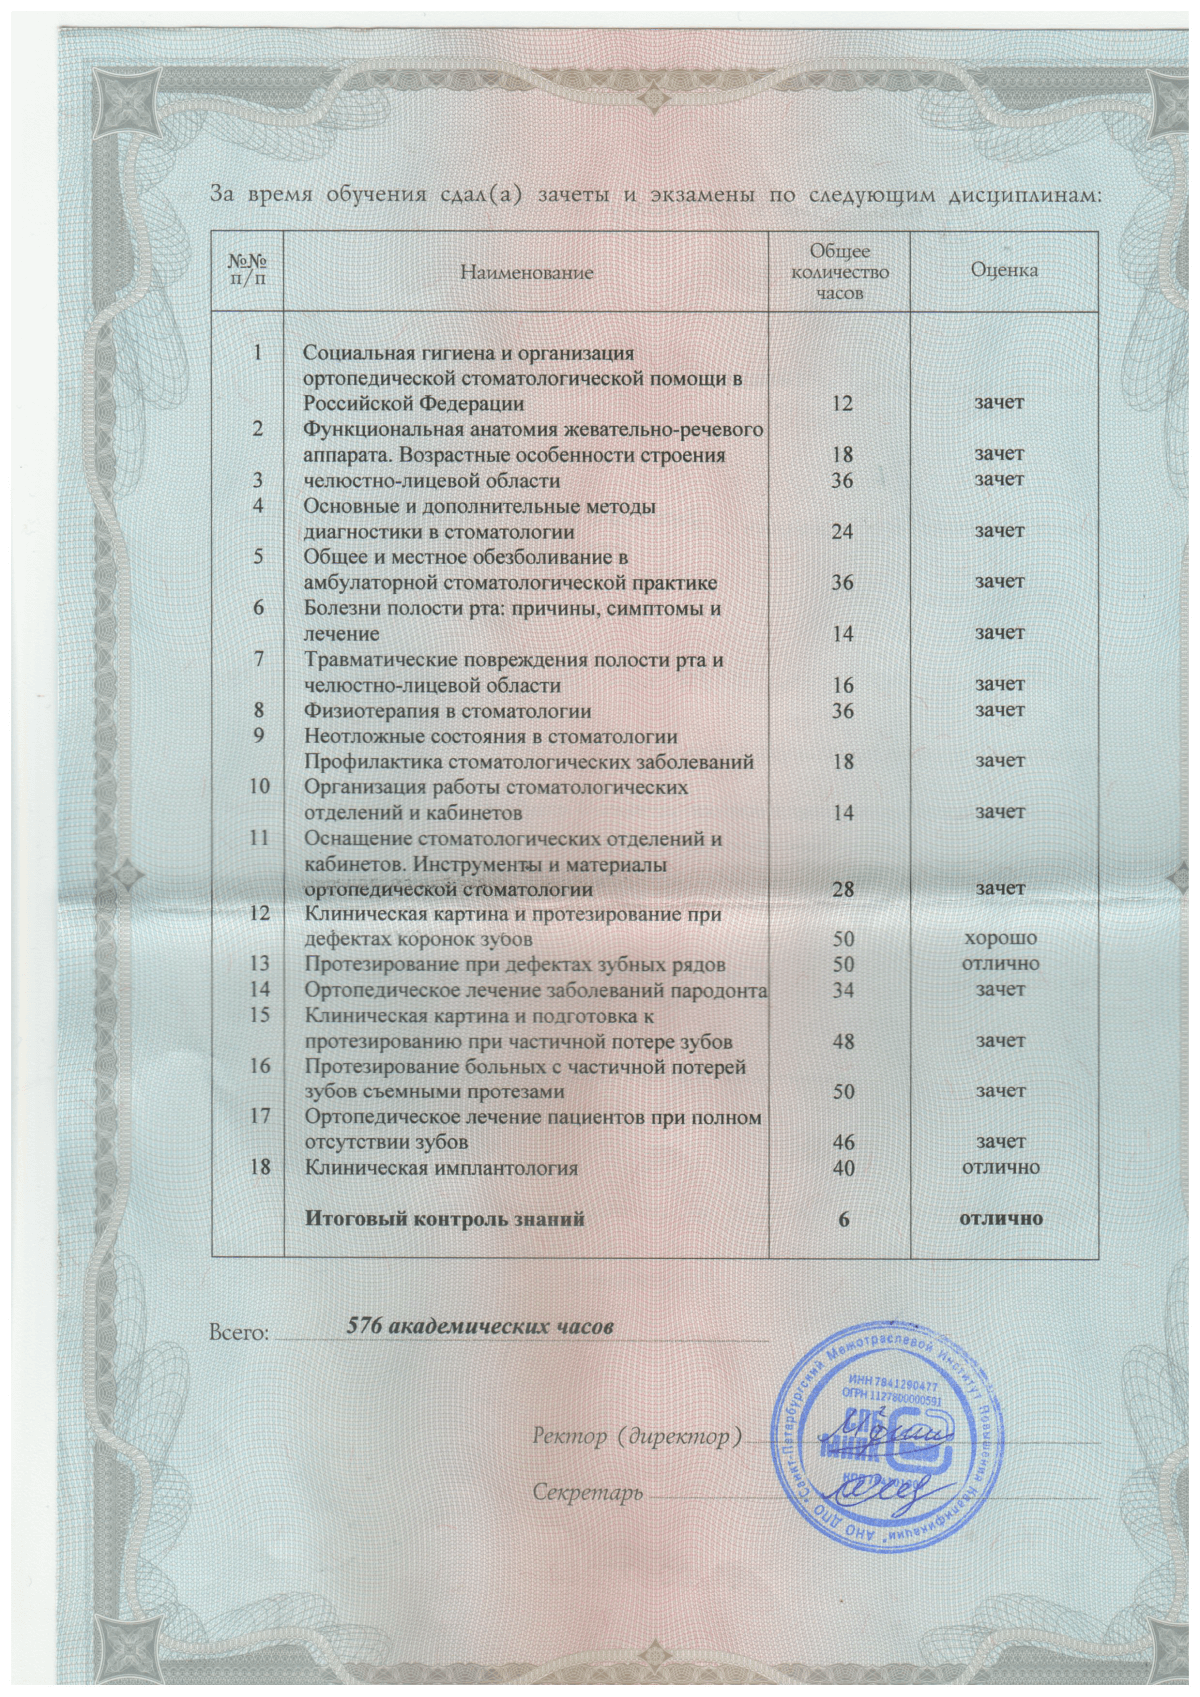 За время обучения сдал(а) зачеты и экзамены по следующим дисциплинам:
№№ п/п Наименование Общее количество часов Оценка
1 Социальная гигиена и организация
ортопедической стоматологической помощи в
Российской Федерации 12 зачет
2 Функциональная анатомия жевательно-речевого
аппарата. Возрастные особенности строения 18 зачет
3 челюстно-лицевой области 36 зачет
4 Основные и дополнительные методы
диагностики в стоматологии 24 зачет
5 Общее и местное обезболивание в
амбулаторной стоматологической практике 36 зачет
6 Болезни полости рта: причины, симптомы и
лечение 14 зачет
7 Травматические повреждения полости рта и
челюстно-лицевой области 16 зачет
8 Физиотерапия в стоматологии 36 зачет
9 Неотложные состояния в стоматологии
Профилактика стоматологических заболеваний 18 зачет
10 Организация работы стоматологических
отделений и кабинетов 14 зачет
11 Оснащение стоматологических отделений и
кабинетов. Инструменты и материалы
ортопедической стоматологии 28 зачет
12 Клиническая картина и протезирование при
дефектах коронок зубов 50 хорошо
13 Протезирование при дефектах зубных рядов 50 отлично
14 Ортопедическое лечение заболеваний пародонта 34 зачет
15 Клиническая картина и подготовка к
протезированию при частичной потере зубов 48 зачет
16 Протезирование больных с частичной потерей
зубов съемными протезами 50 зачет
17 Ортопедическое лечение пациентов при полном
отсутствии зубов 46 зачет
18 Клиническая имплантология 40 отлично
Итоговый контроль знаний 6 отлично
Всего: 576 академических часов
АНО ДПО "Санкт-Петербургский Межотраслевой Институт Повышения Квалификации"
ИНН 7841290477
ОГРН 1127800000591
СПБ
МИПК
КПП
Ректор (директор)
Секретарь